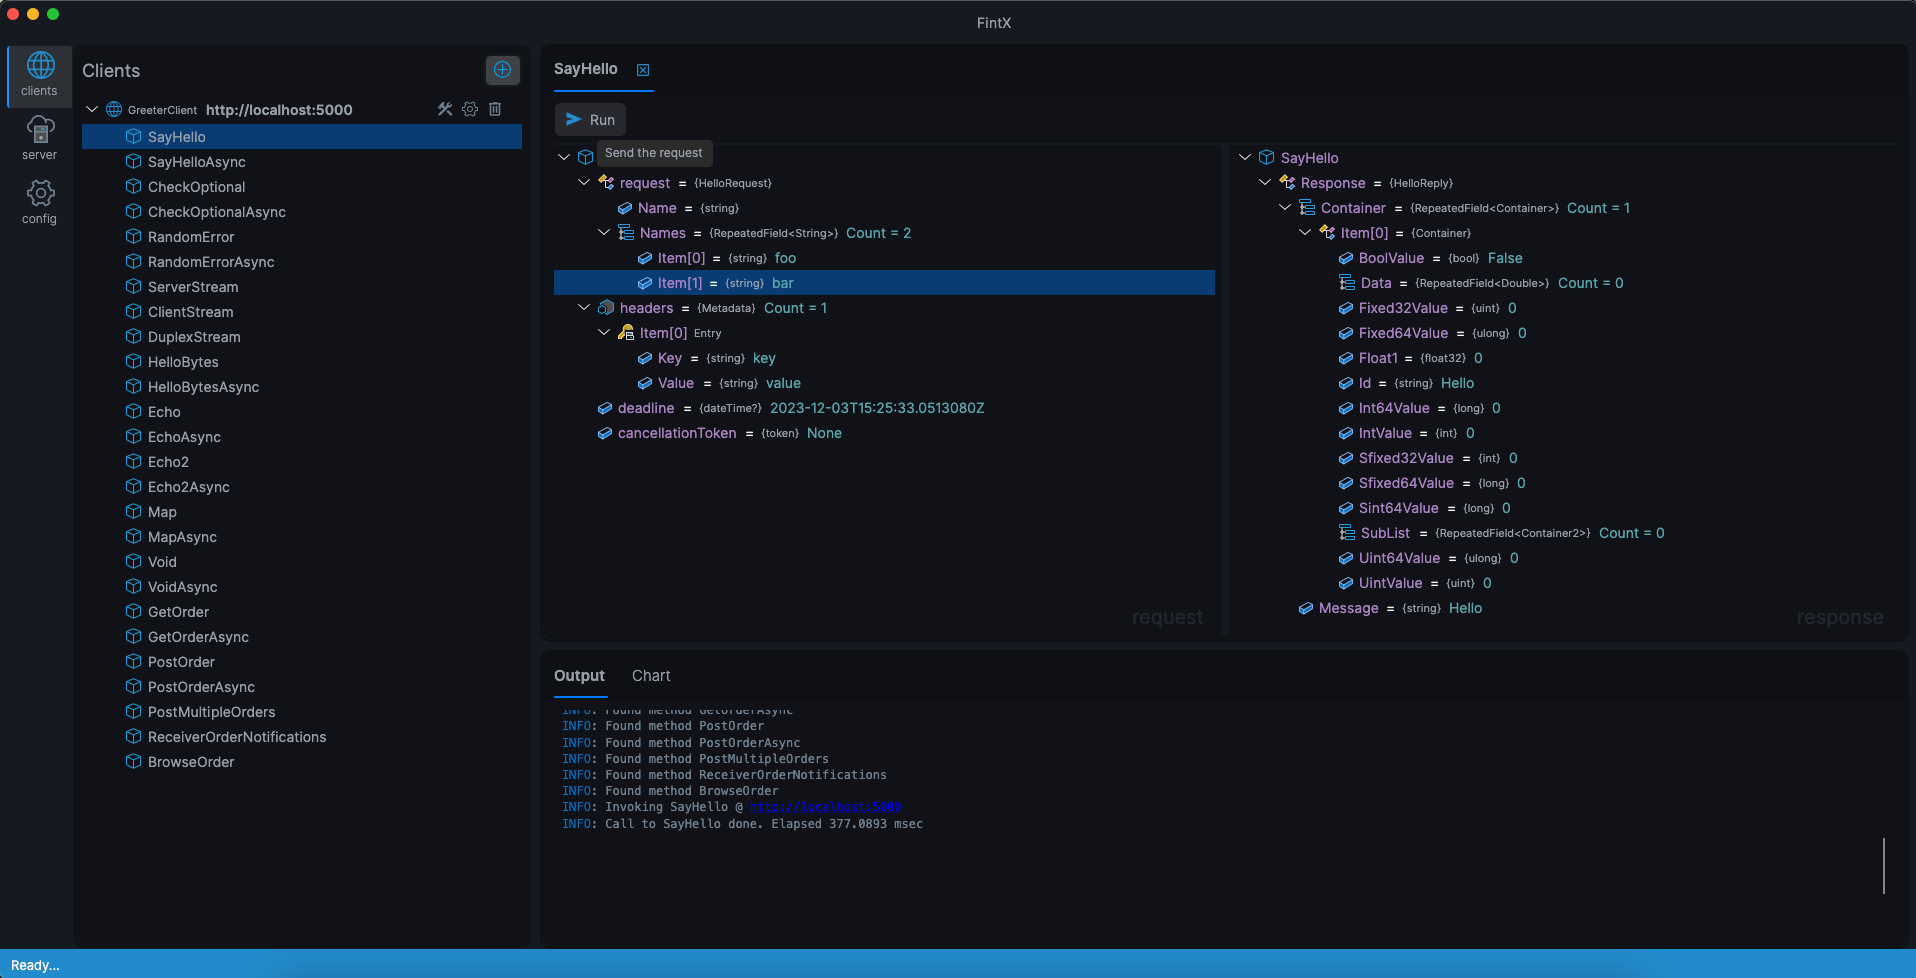 FintX
clients
server
config
Clients
GreeterClient http://localhost:5000
SayHello
SayHelloAsync
CheckOptional
CheckOptionalAsync
RandomError
RandomErrorAsync
ServerStream
ClientStream
DuplexStream
HelloBytes
HelloBytesAsync
Echo
EchoAsync
Echo2
Echo2Async
Map
MapAsync
Void
VoidAsync
GetOrder
GetOrderAsync
PostOrder
PostOrderAsync
PostMultipleOrders
ReceiverOrderNotifications
BrowseOrder
SayHello
Run
Send the request
request = {HelloRequest}
Name = {string}
Names = {RepeatedField<String>} Count = 2
Item[0] = {string} foo
Item[1] = {string} bar
headers = {Metadata} Count = 1
Item[0] Entry
Key = {string} key
Value = {string} value
deadline = {dateTime?} 2023-12-03T15:25:33.0513080Z
cancellationToken = {token} None
request
SayHello
Response = {HelloReply}
Container = {RepeatedField<Container>} Count = 1
Item[0] = {Container}
BoolValue = {bool} False
Data = {RepeatedField<Double>} Count = 0
Fixed32Value = {uint} 0
Fixed64Value = {ulong} 0
Float1 = {float32} 0
Id = {string} Hello
Int64Value = {long} 0
IntValue = {int} 0
Sfixed32Value = {int} 0
Sfixed64Value = {long} 0
Sint64Value = {long} 0
SubList = {RepeatedField<Container2>} Count = 0
Uint64Value = {ulong} 0
UintValue = {uint} 0
Message = {string} Hello
response
Output Chart
INFO: Found method GetOrderAsync
INFO: Found method PostOrder
INFO: Found method PostOrderAsync
INFO: Found method PostMultipleOrders
INFO: Found method ReceiverOrderNotifications
INFO: Found method BrowseOrder
INFO: Invoking SayHello @ http://localhost:5000
INFO: Call to SayHello done. Elapsed 377.0893 msec
Ready...